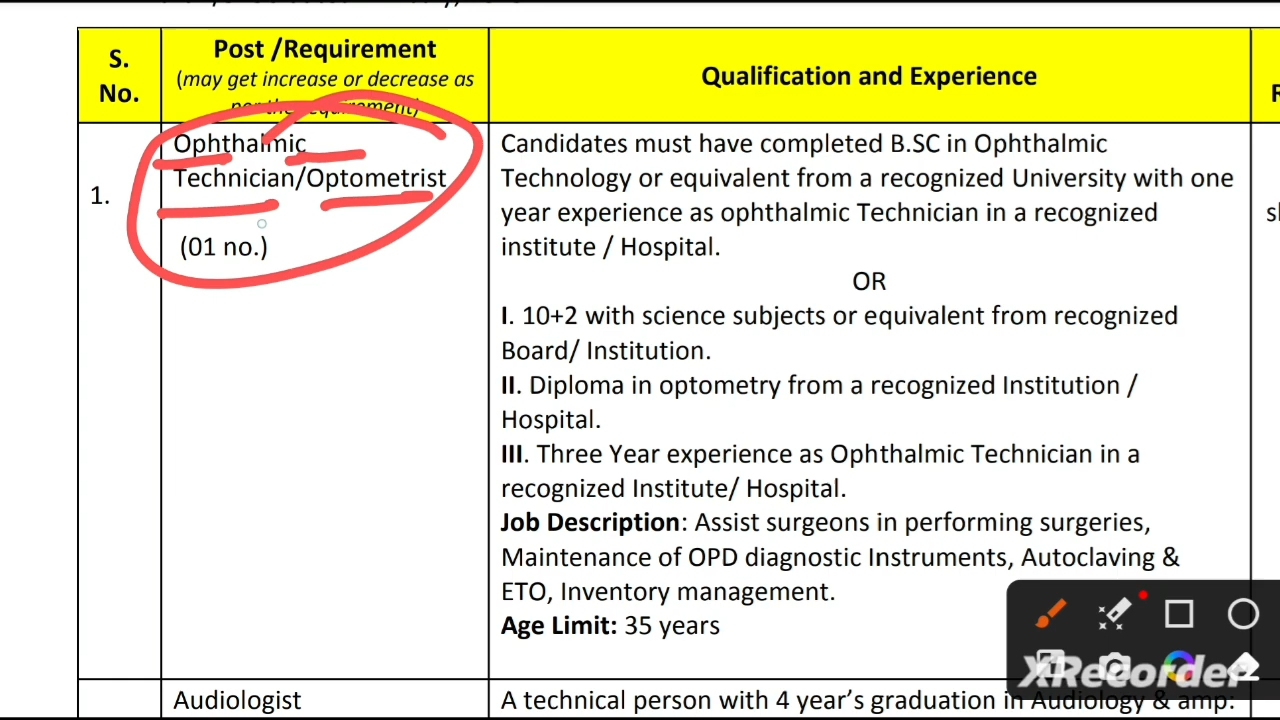 S.
No.
Post /Requirement
(may get increase or decrease as
per the requirement)
Qualification and Experience
R
1.
Ophthalmic
Technician/Optometrist
(01 no.)
Candidates must have completed B.SC in Ophthalmic
Technology or equivalent from a recognized University with one
year experience as ophthalmic Technician in a recognized
institute / Hospital.
OR
I. 10+2 with science subjects or equivalent from recognized
Board/ Institution.
II. Diploma in optometry from a recognized Institution /
Hospital.
III. Three Year experience as Ophthalmic Technician in a
recognized Institute/ Hospital.
Job Description: Assist surgeons in performing surgeries,
Maintenance of OPD diagnostic Instruments, Autoclaving &
ETO, Inventory management.
Age Limit: 35 years
Audiologist
A technical person with 4 year's graduation in Audiology & amp:
XRecorder